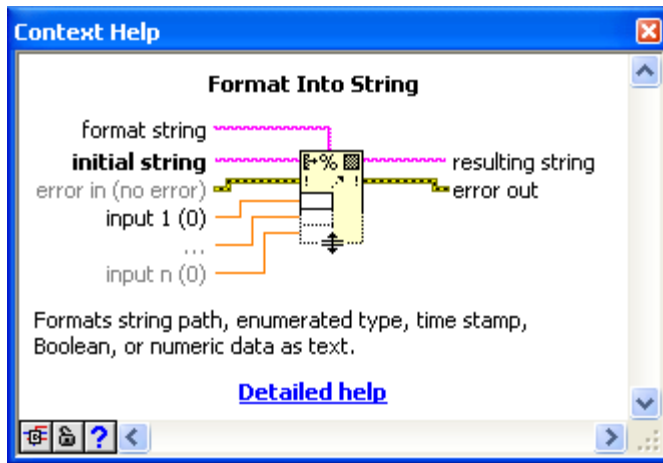 Context Help
Format Into String
format string
initial string
resulting string
error in (no error)
error out
input 1 (0)
...
input n (0)
Formats string path, enumerated type, time stamp,
Boolean, or numeric data as text.
Detailed help
?